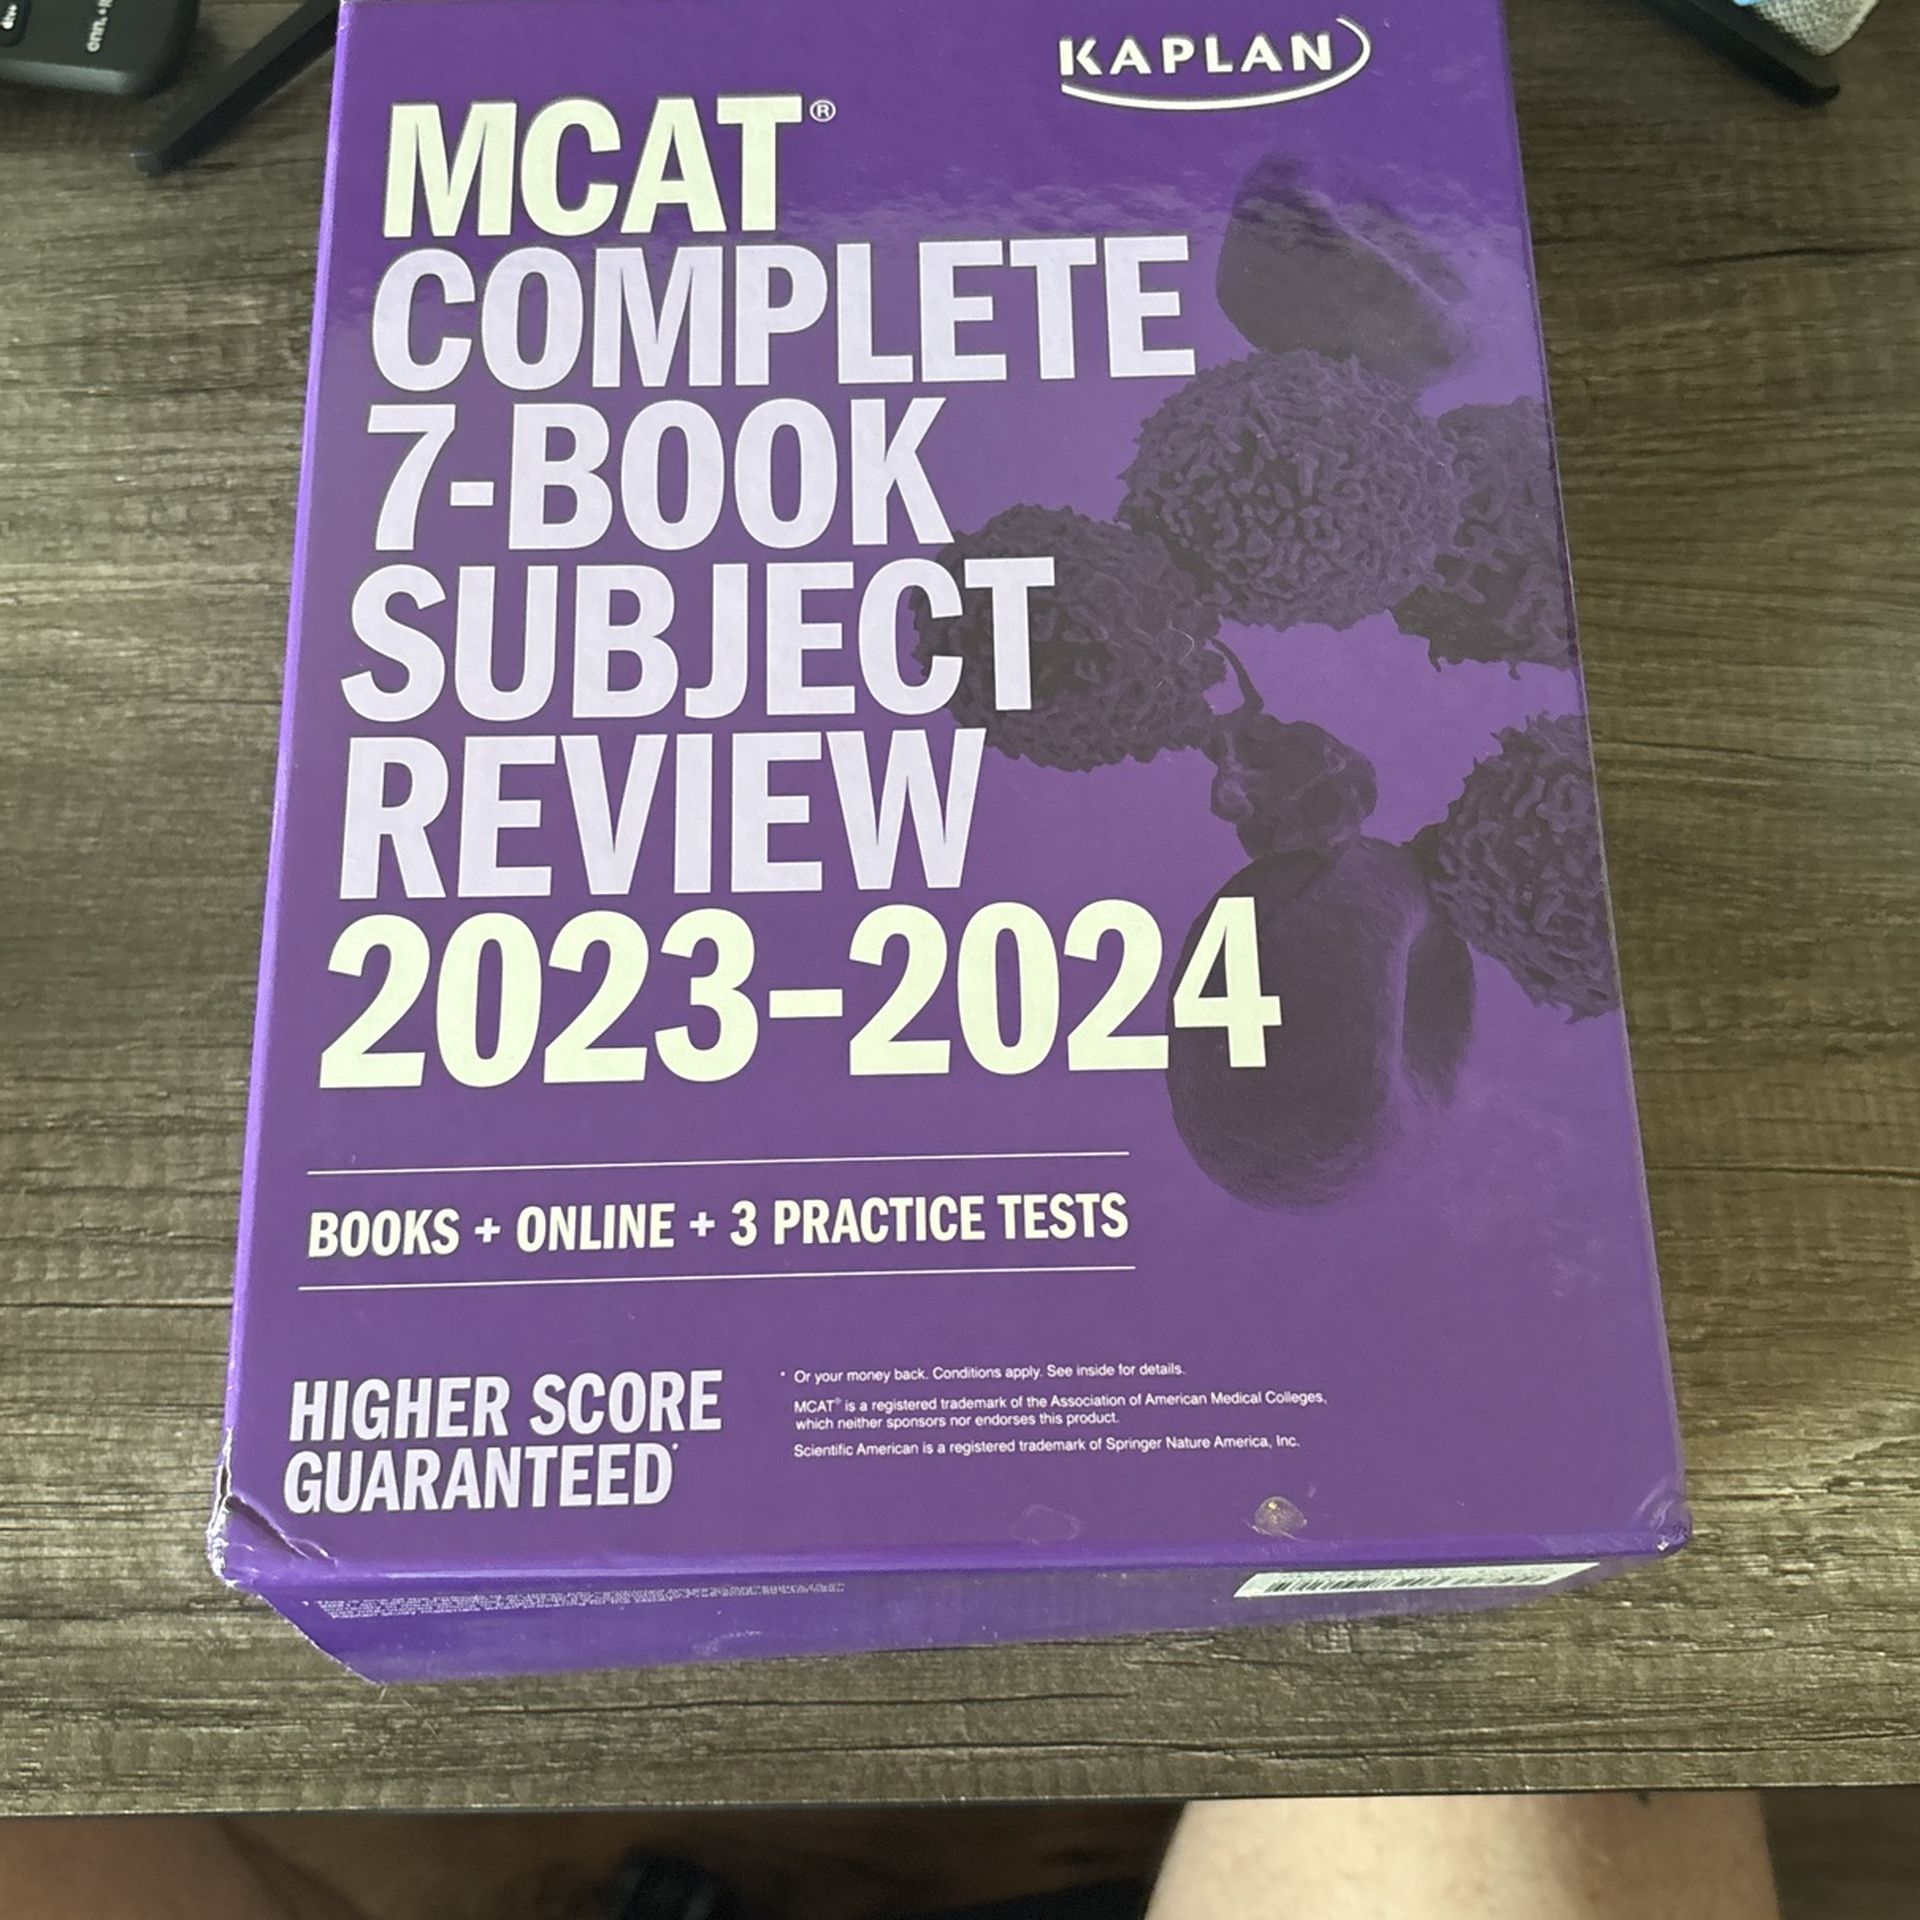 onn.
KAPLAN
MCAT®
COMPLETE
7-BOOK
SUBJECT
REVIEW
2023-2024
BOOKS + ONLINE + 3 PRACTICE TESTS
HIGHER SCORE
GUARANTEED*
* Or your money back. Conditions apply. See inside for details.
MCAT® is a registered trademark of the Association of American Medical Colleges,
which neither sponsors nor endorses this product.
Scientific American is a registered trademark of Springer Nature America, Inc.